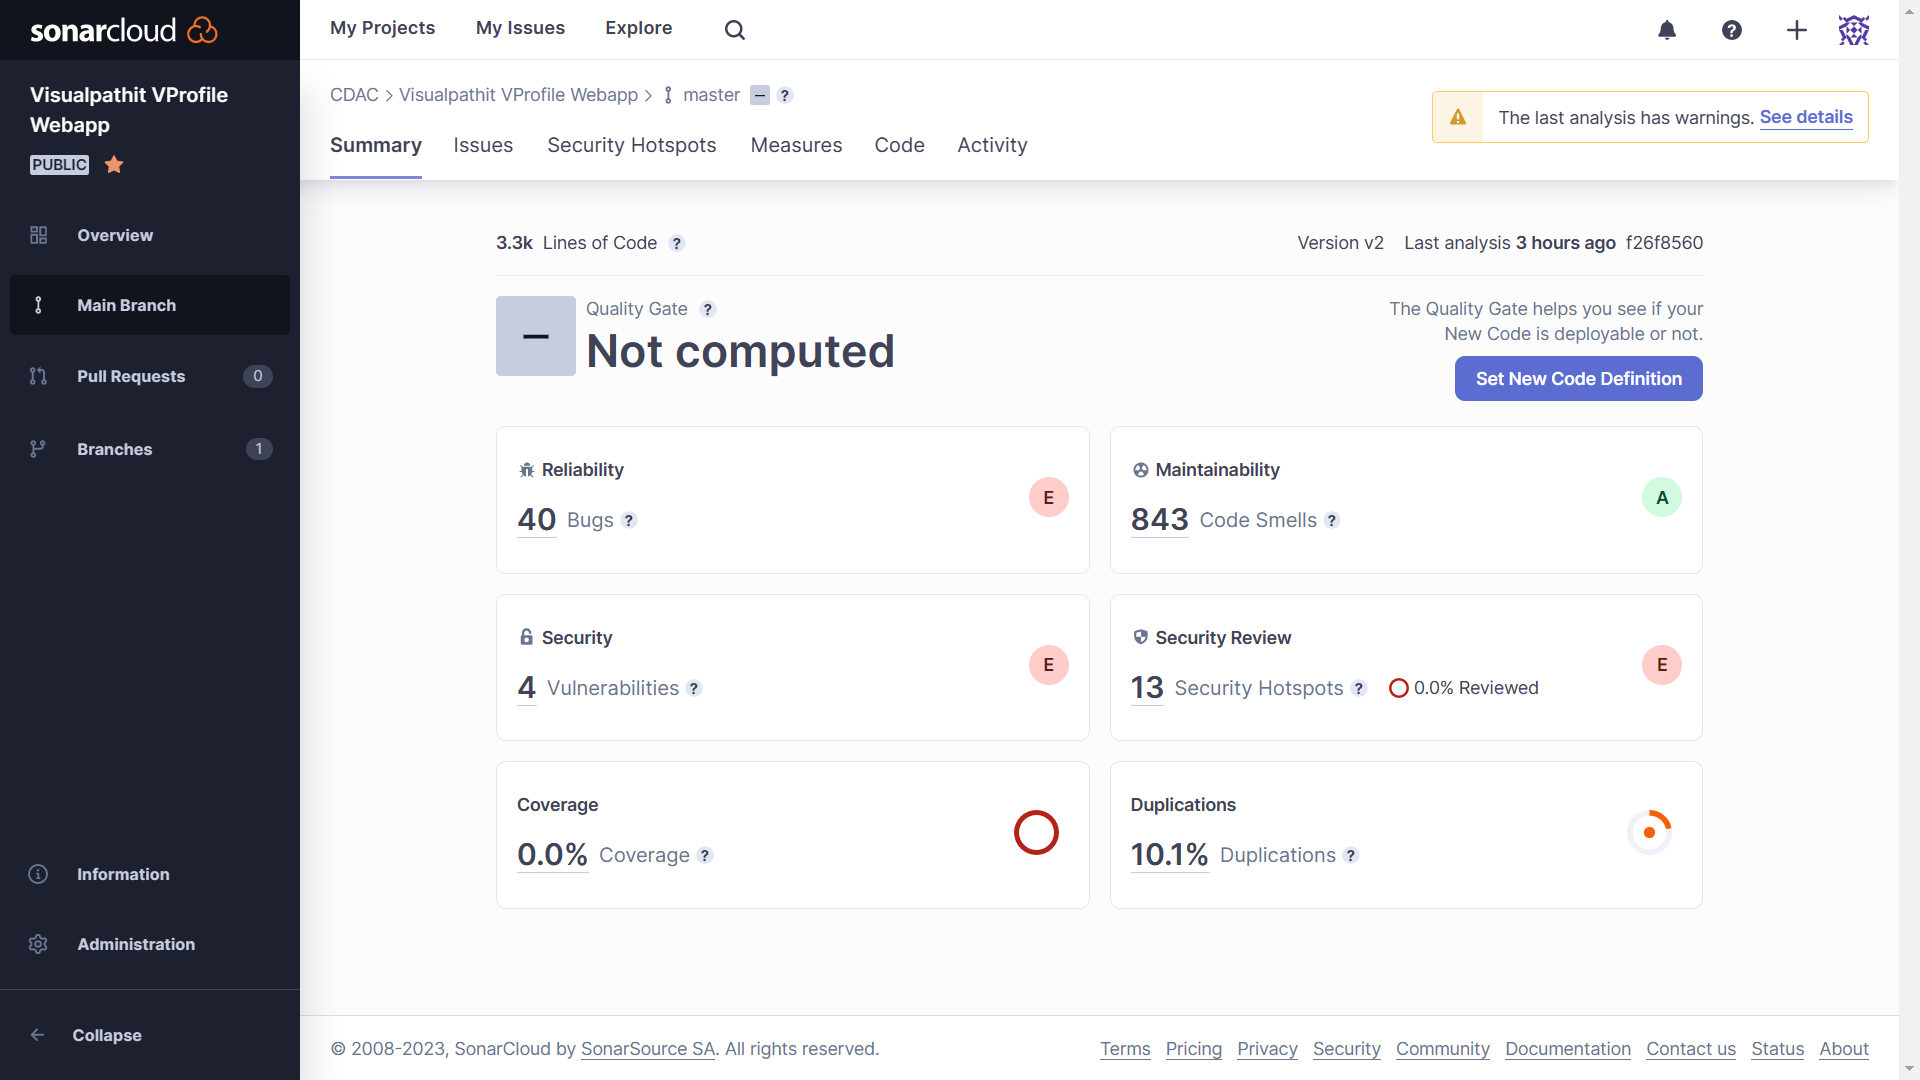 sonarcloud
Visualpathit VProfile
Webapp
PUBLIC
Overview
Main Branch
Pull Requests 0
Branches 1
Information
Administration
Collapse
My Projects My Issues Explore
CDAC > Visualpathit VProfile Webapp > master – ?
The last analysis has warnings. See details
Summary Issues Security Hotspots Measures Code Activity
3.3k Lines of Code ? Version v2 Last analysis 3 hours ago f26f8560
Quality Gate ?
Not computed
The Quality Gate helps you see if your
New Code is deployable or not.
Set New Code Definition
Reliability
40 Bugs ? E
Maintainability
843 Code Smells ? A
Security
4 Vulnerabilities ? E
Security Review
13 Security Hotspots ? 0.0% Reviewed E
Coverage
0.0% Coverage ?
Duplications
10.1% Duplications ?
© 2008-2023, SonarCloud by SonarSource SA. All rights reserved. Terms Pricing Privacy Security Community Documentation Contact us Status About